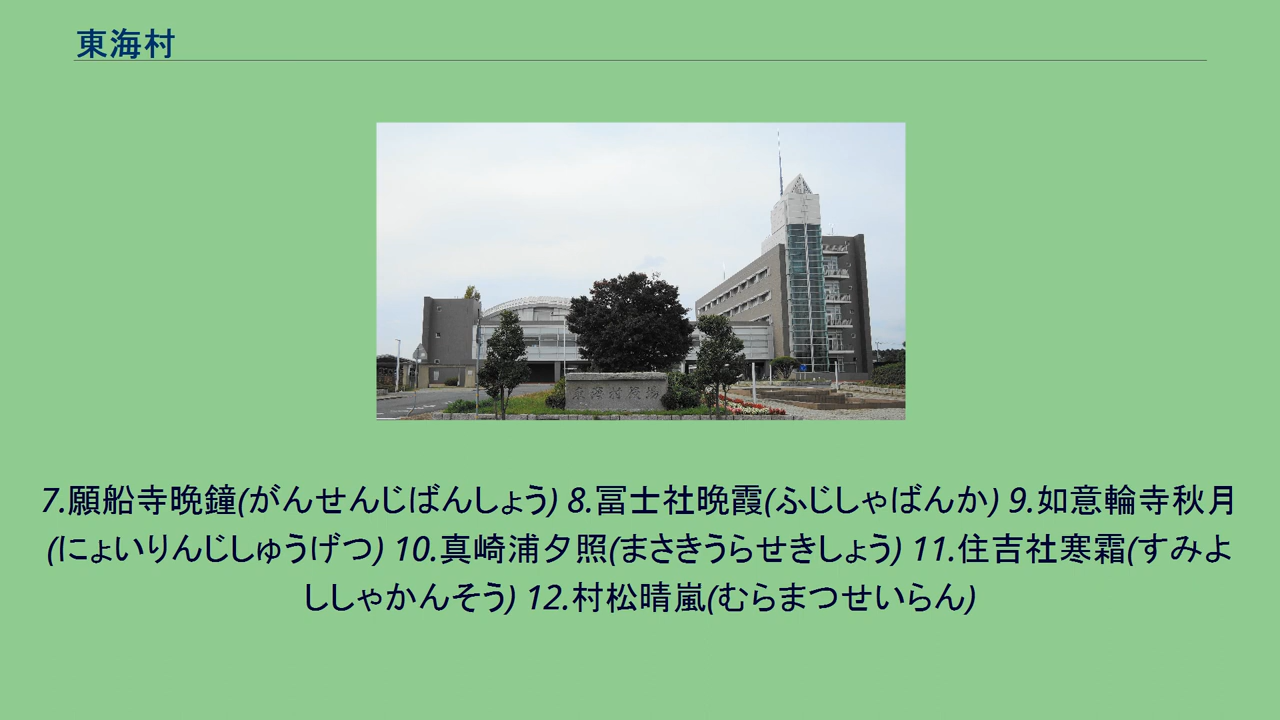 東海村
東海村役場
7.願船寺晩鐘(がんせんじばんしょう) 8.冨士社晩霞(ふじしゃばんか) 9.如意輪寺秋月
(にょいりんじしゅうげつ) 10.真崎浦夕照(まさきうらせきしょう) 11.住吉社寒霜(すみよ
ししゃかんそう) 12.村松晴嵐(むらまつせいらん)